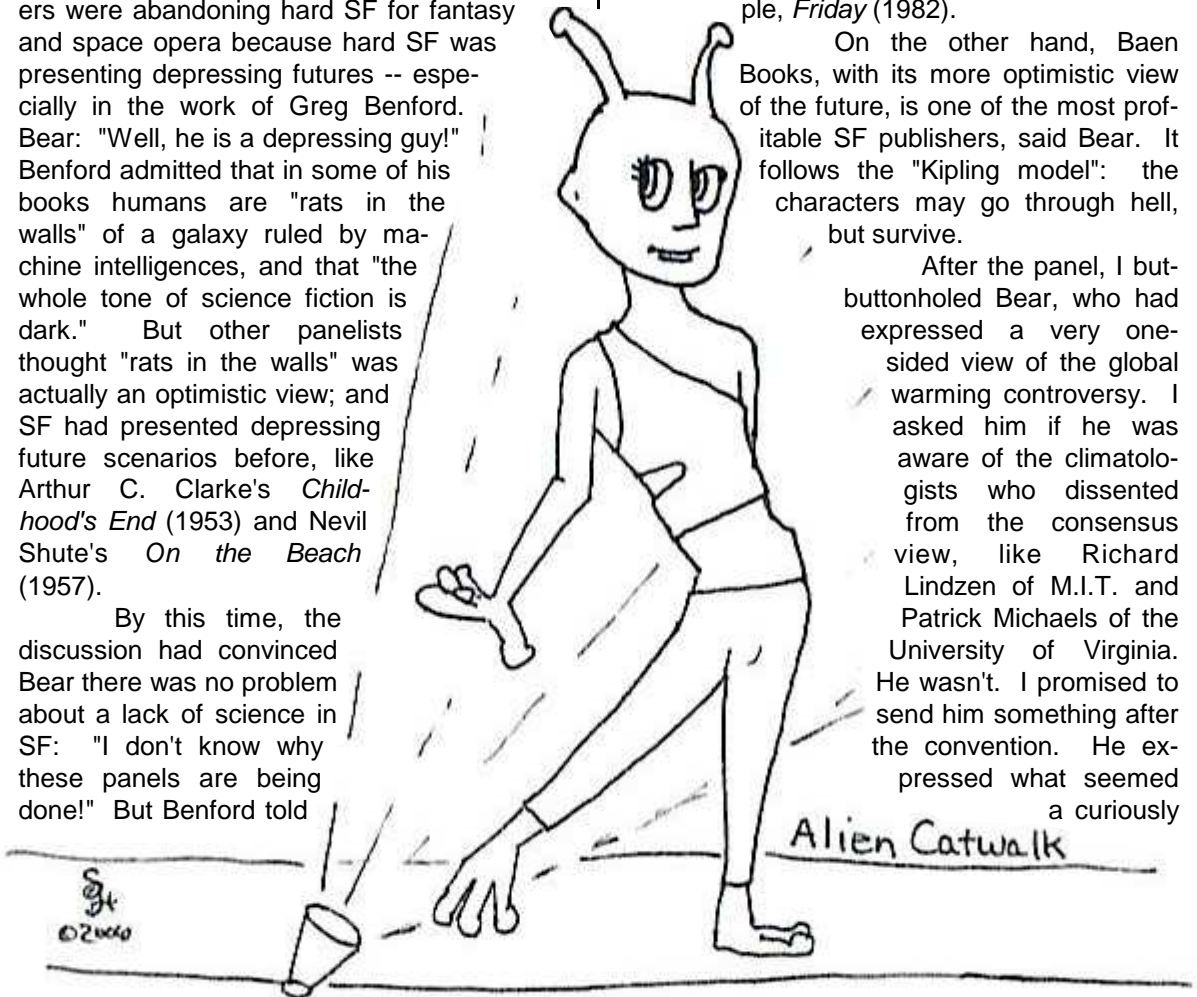 ers were abandoning hard SF for fantasy
and space opera because hard SF was
presenting depressing futures -- espe-
cially in the work of Greg Benford.
Bear: "Well, he is a depressing guy!"
Benford admitted that in some of his
books humans are "rats in the
walls" of a galaxy ruled by ma-
chine intelligences, and that "the
whole tone of science fiction is
dark." But other panelists
thought "rats in the walls" was
actually an optimistic view; and
SF had presented depressing
future scenarios before, like
Arthur C. Clarke's Child-
hood's End (1953) and Nevil
Shute's On the Beach
(1957).
By this time, the
discussion had convinced
Bear there was no problem
about a lack of science in
SF: "I don't know why
these panels are being
done!" But Benford told
ple, Friday (1982).
On the other hand, Baen
Books, with its more optimistic view
of the future, is one of the most prof-
itable SF publishers, said Bear. It
follows the "Kipling model": the
characters may go through hell,
but survive.
After the panel, I but-
buttonholed Bear, who had
expressed a very one-
sided view of the global
warming controversy. I
asked him if he was
aware of the climatolo-
gists who dissented
from the consensus
view, like Richard
Lindzen of M.I.T. and
Patrick Michaels of the
University of Virginia.
He wasn't. I promised to
send him something after
the convention. He ex-
pressed what seemed
a curiously
Alien Catwalk